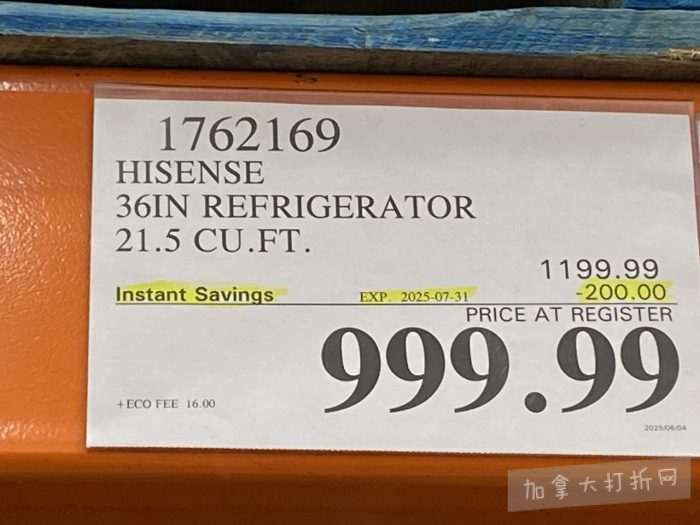 1762169
HISENSE
36IN REFRIGERATOR
21.5 CU.FT.
1199.99
Instant Savings EXP. 2025-07-31 -200.00
PRICE AT REGISTER
999.99
+ECO FEE 16.00
2025/06/04
加拿大打折网